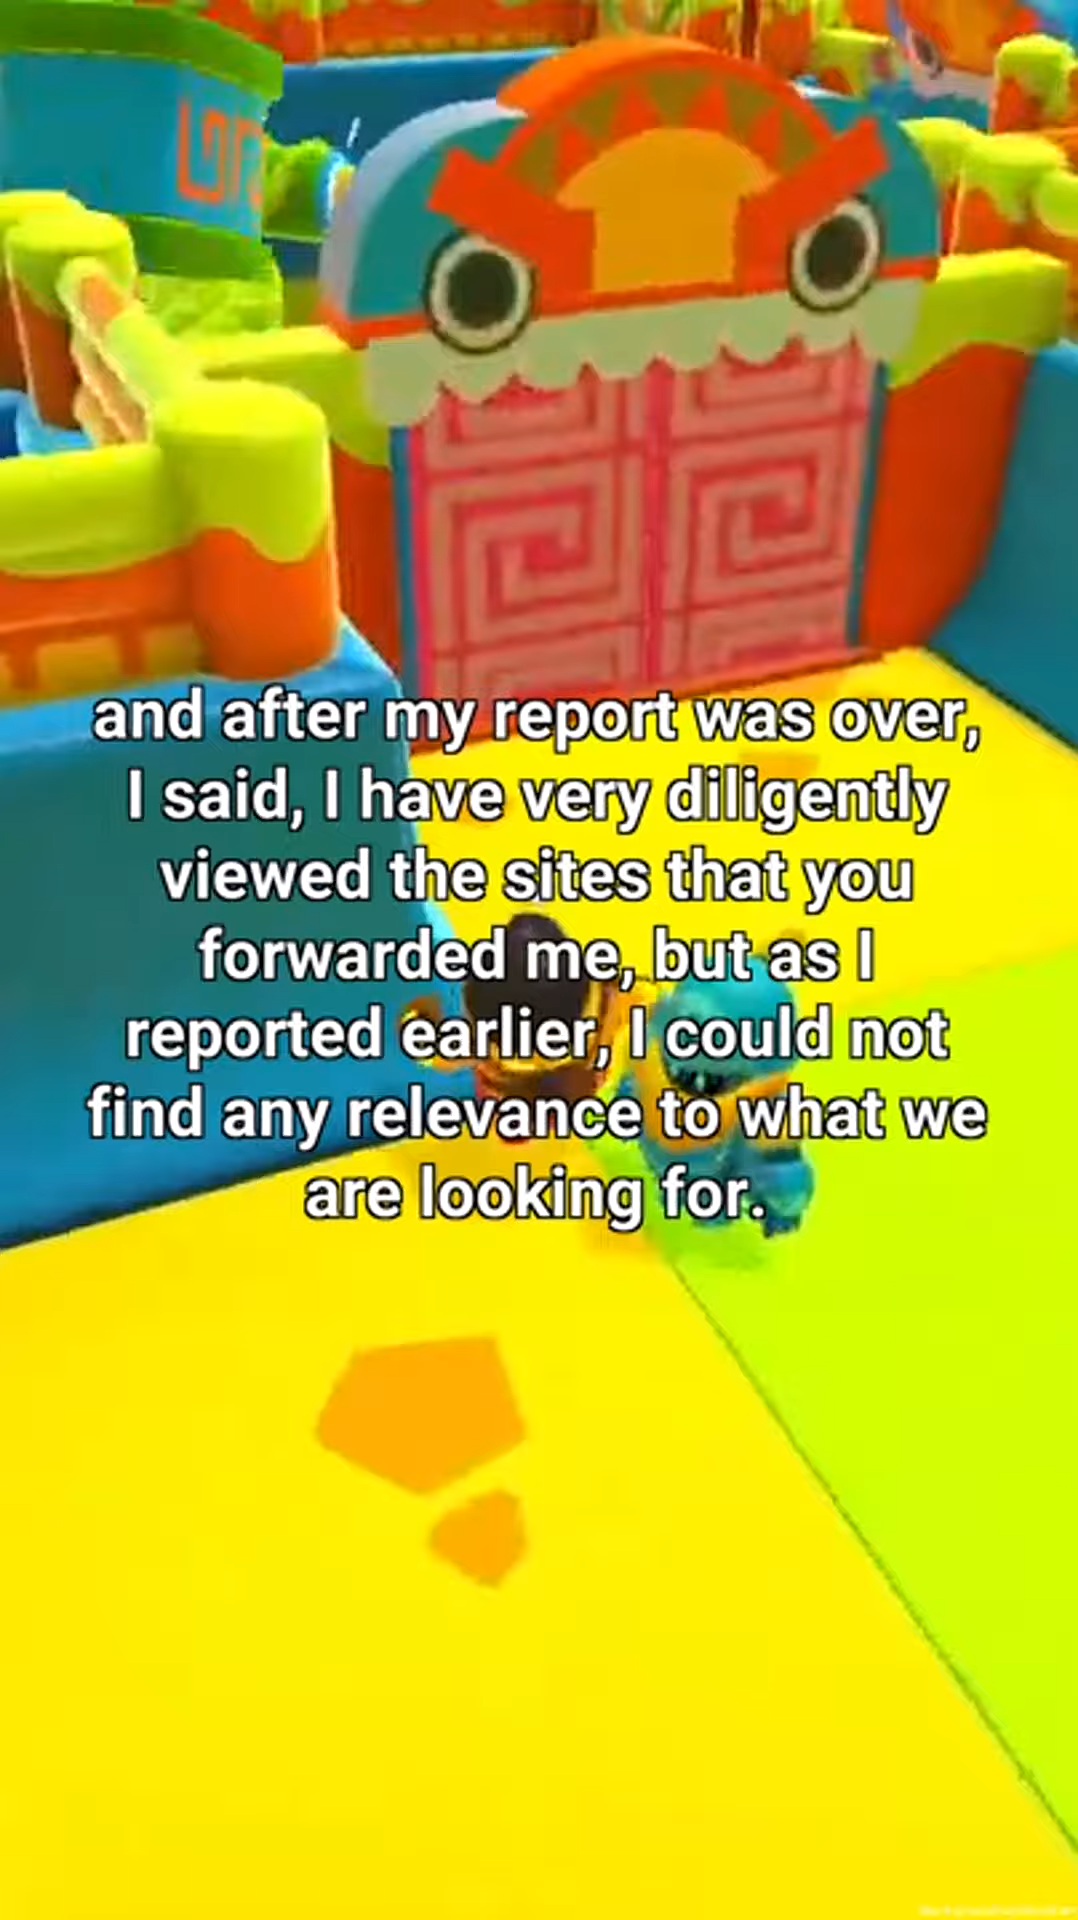 and after my report was over,
I said, I have very diligently
viewed the sites that you
forwarded me, but as I
reported earlier, I could not
find any relevance to what we
are looking for.